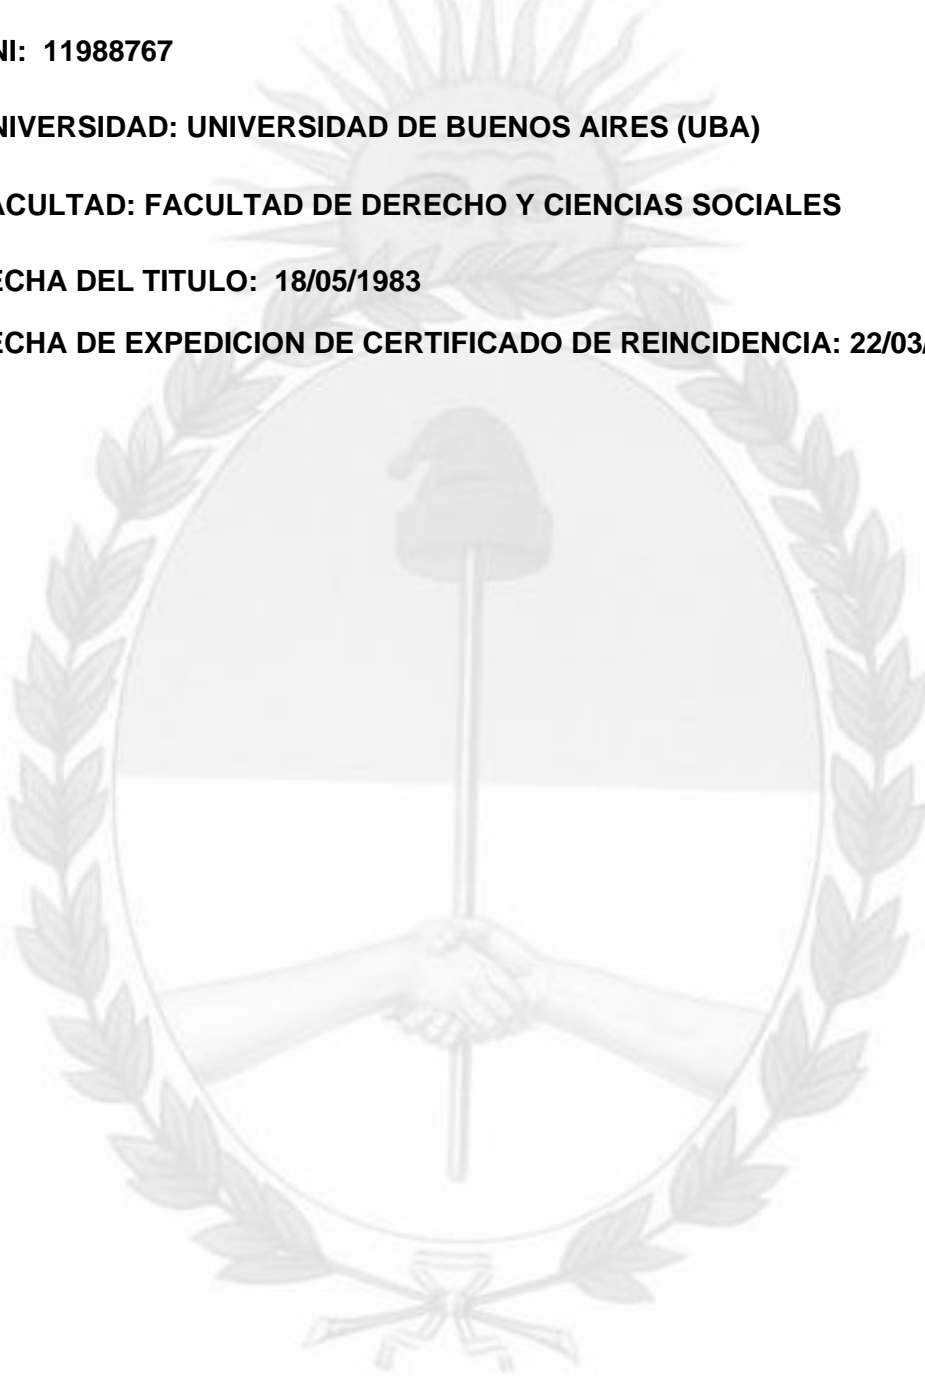 NI: 11988767
NIVERSIDAD: UNIVERSIDAD DE BUENOS AIRES (UBA)
ACULTAD: FACULTAD DE DERECHO Y CIENCIAS SOCIALES
ECHA DEL TITULO: 18/05/1983
ECHA DE EXPEDICION DE CERTIFICADO DE REINCIDENCIA: 22/03/